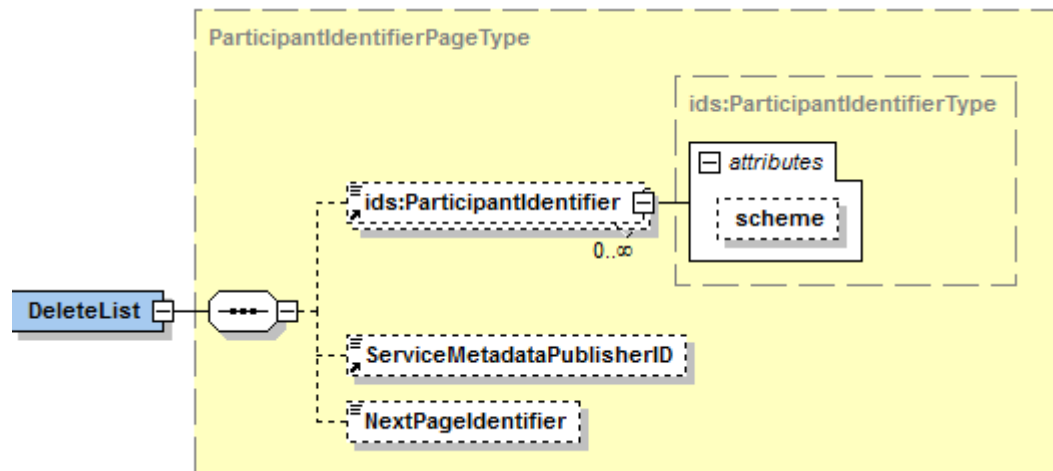 ParticipantIdentifierPageType
ids:ParticipantIdentifierType
attributes
ids:ParticipantIdentifier
scheme
0..∞
DeleteList
ServiceMetadataPublisherID
NextPageIdentifier